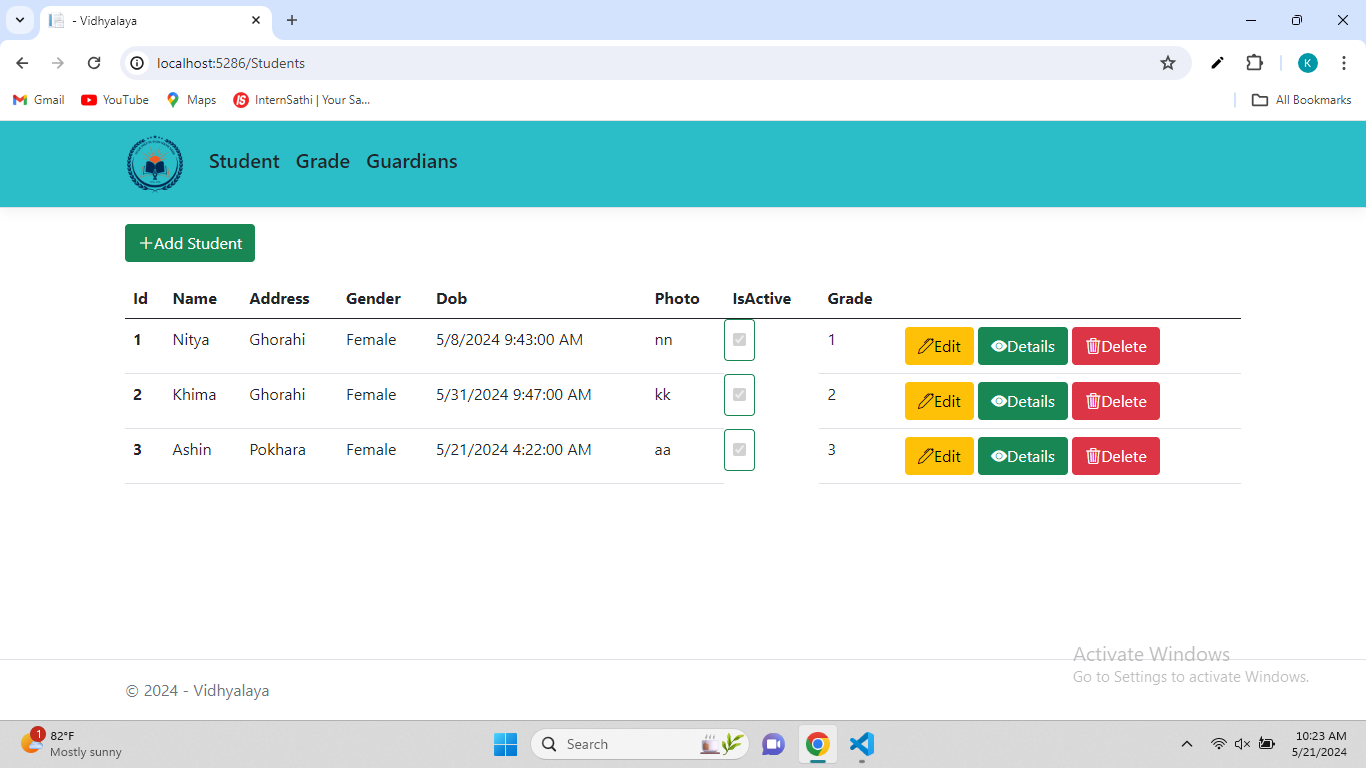 - Vidhyalaya
localhost:5286/Students
K
Gmail YouTube Maps InternSathi | Your Sa... All Bookmarks
Student Grade Guardians
+Add Student
Id Name Address Gender Dob Photo IsActive Grade
1 Nitya Ghorahi Female 5/8/2024 9:43:00 AM nn 1 Edit Details Delete
2 Khima Ghorahi Female 5/31/2024 9:47:00 AM kk 2 Edit Details Delete
3 Ashin Pokhara Female 5/21/2024 4:22:00 AM aa 3 Edit Details Delete
Activate Windows
Go to Settings to activate Windows.
© 2024 - Vidhyalaya
1
82°F
Mostly sunny
Search
10:23 AM
5/21/2024